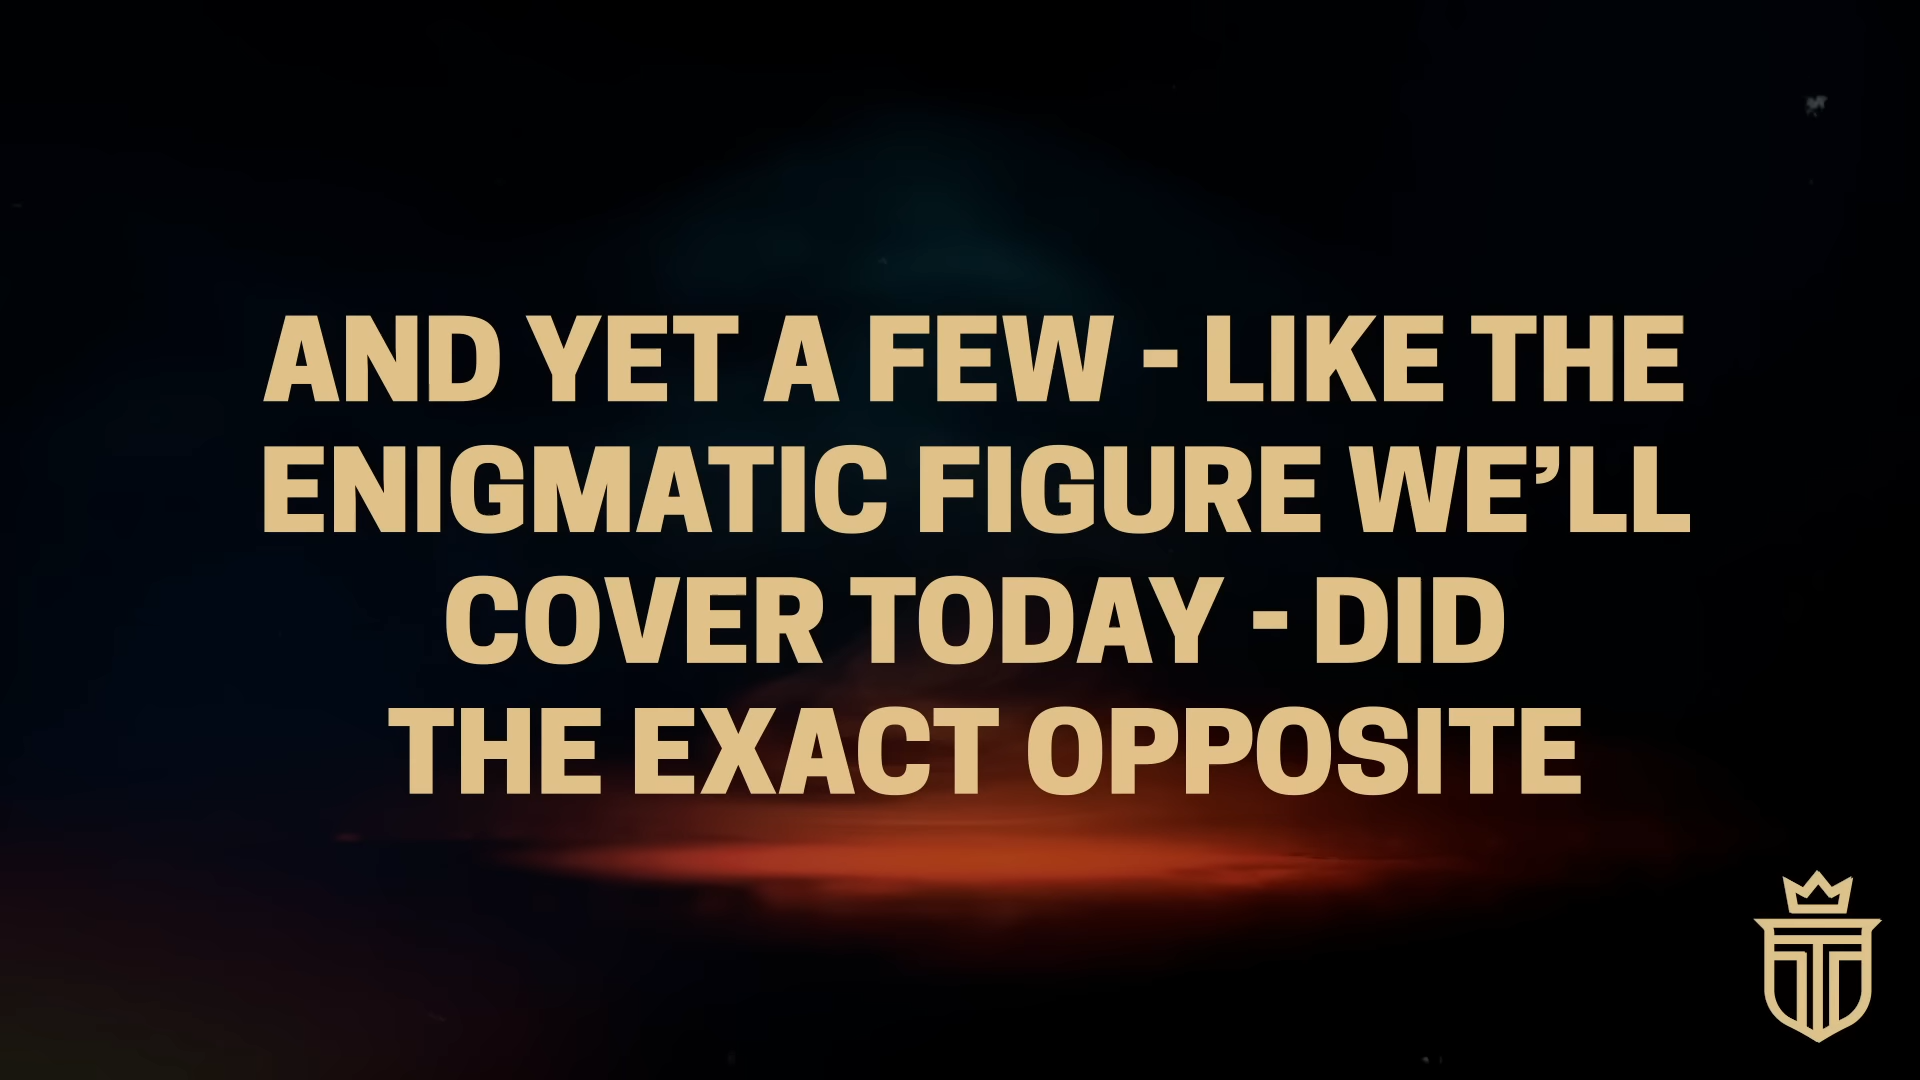 AND YET A FEW - LIKE THE
ENIGMATIC FIGURE WE’LL
COVER TODAY - DID
THE EXACT OPPOSITE